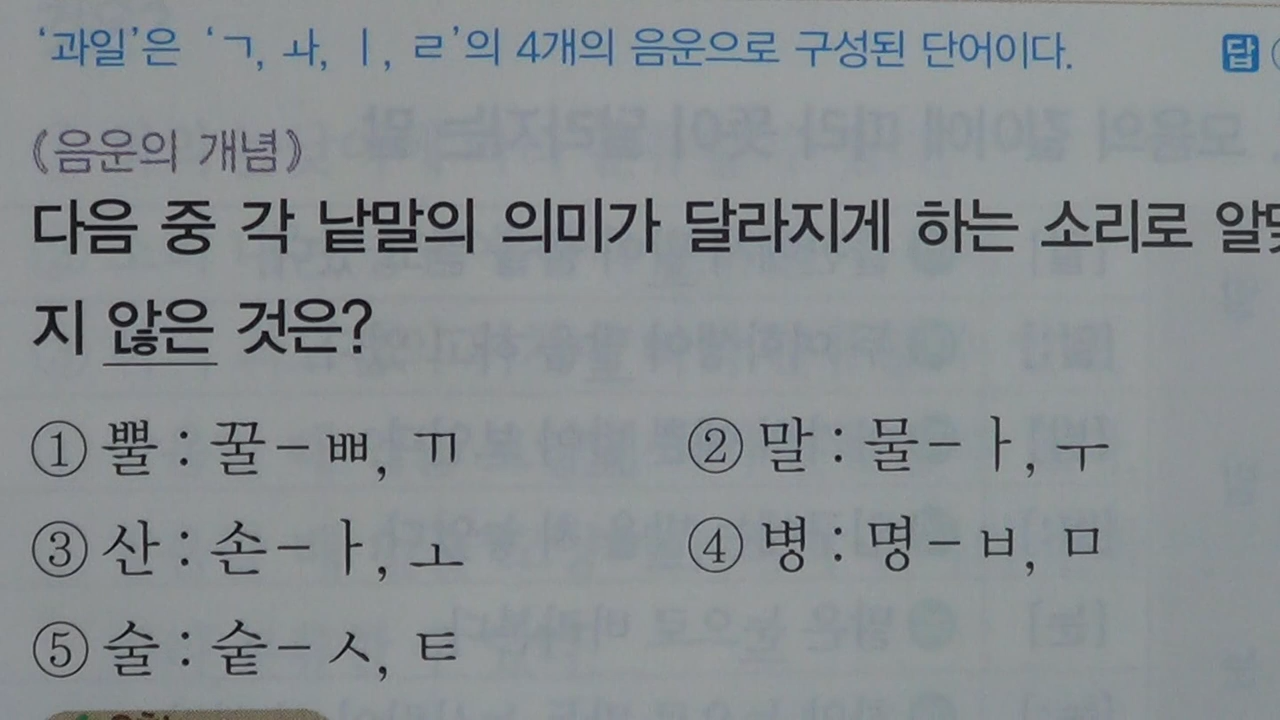 ‘과일’은 ‘ㄱ, ㅘ, ㅣ, ㄹ’의 4개의 음운으로 구성된 단어이다. 답
《음운의 개념》
다음 중 각 낱말의 의미가 달라지게 하는 소리로 알맞
지 않은 것은?
① 뿔 : 꿀 – ㅃ, ㄲ ② 말 : 물 – ㅏ, ㅜ
③ 산 : 손 – ㅏ, ㅗ ④ 병 : 명 – ㅂ, ㅁ
⑤ 술 : 숱 – ㅅ, ㅌ